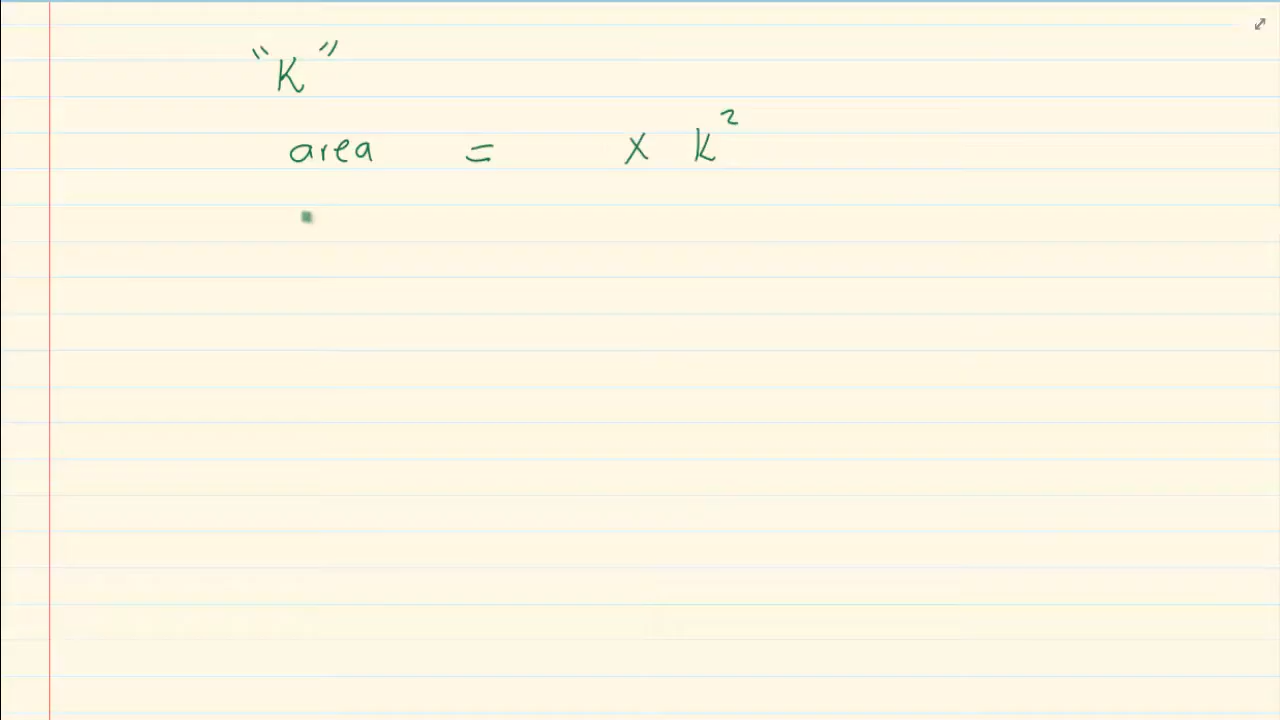 "K"
area = x k²